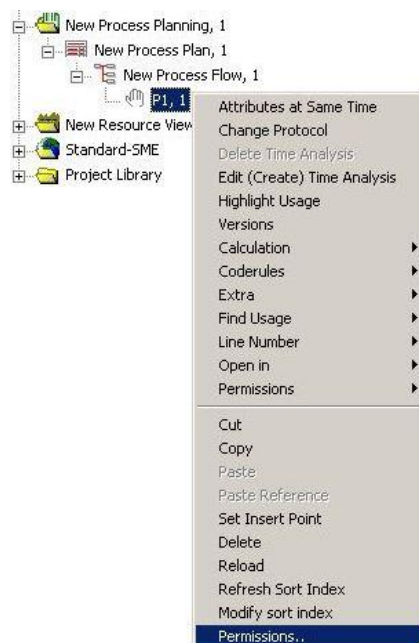 New Process Planning, 1
New Process Plan, 1
New Process Flow, 1
P1, 1
New Resource View
Standard-SME
Project Library
Attributes at Same Time
Change Protocol
Delete Time Analysis
Edit (Create) Time Analysis
Highlight Usage
Versions
Calculation
Coderules
Extra
Find Usage
Line Number
Open in
Permissions
Cut
Copy
Paste
Paste Reference
Set Insert Point
Delete
Reload
Refresh Sort Index
Modify sort index
Permissions..